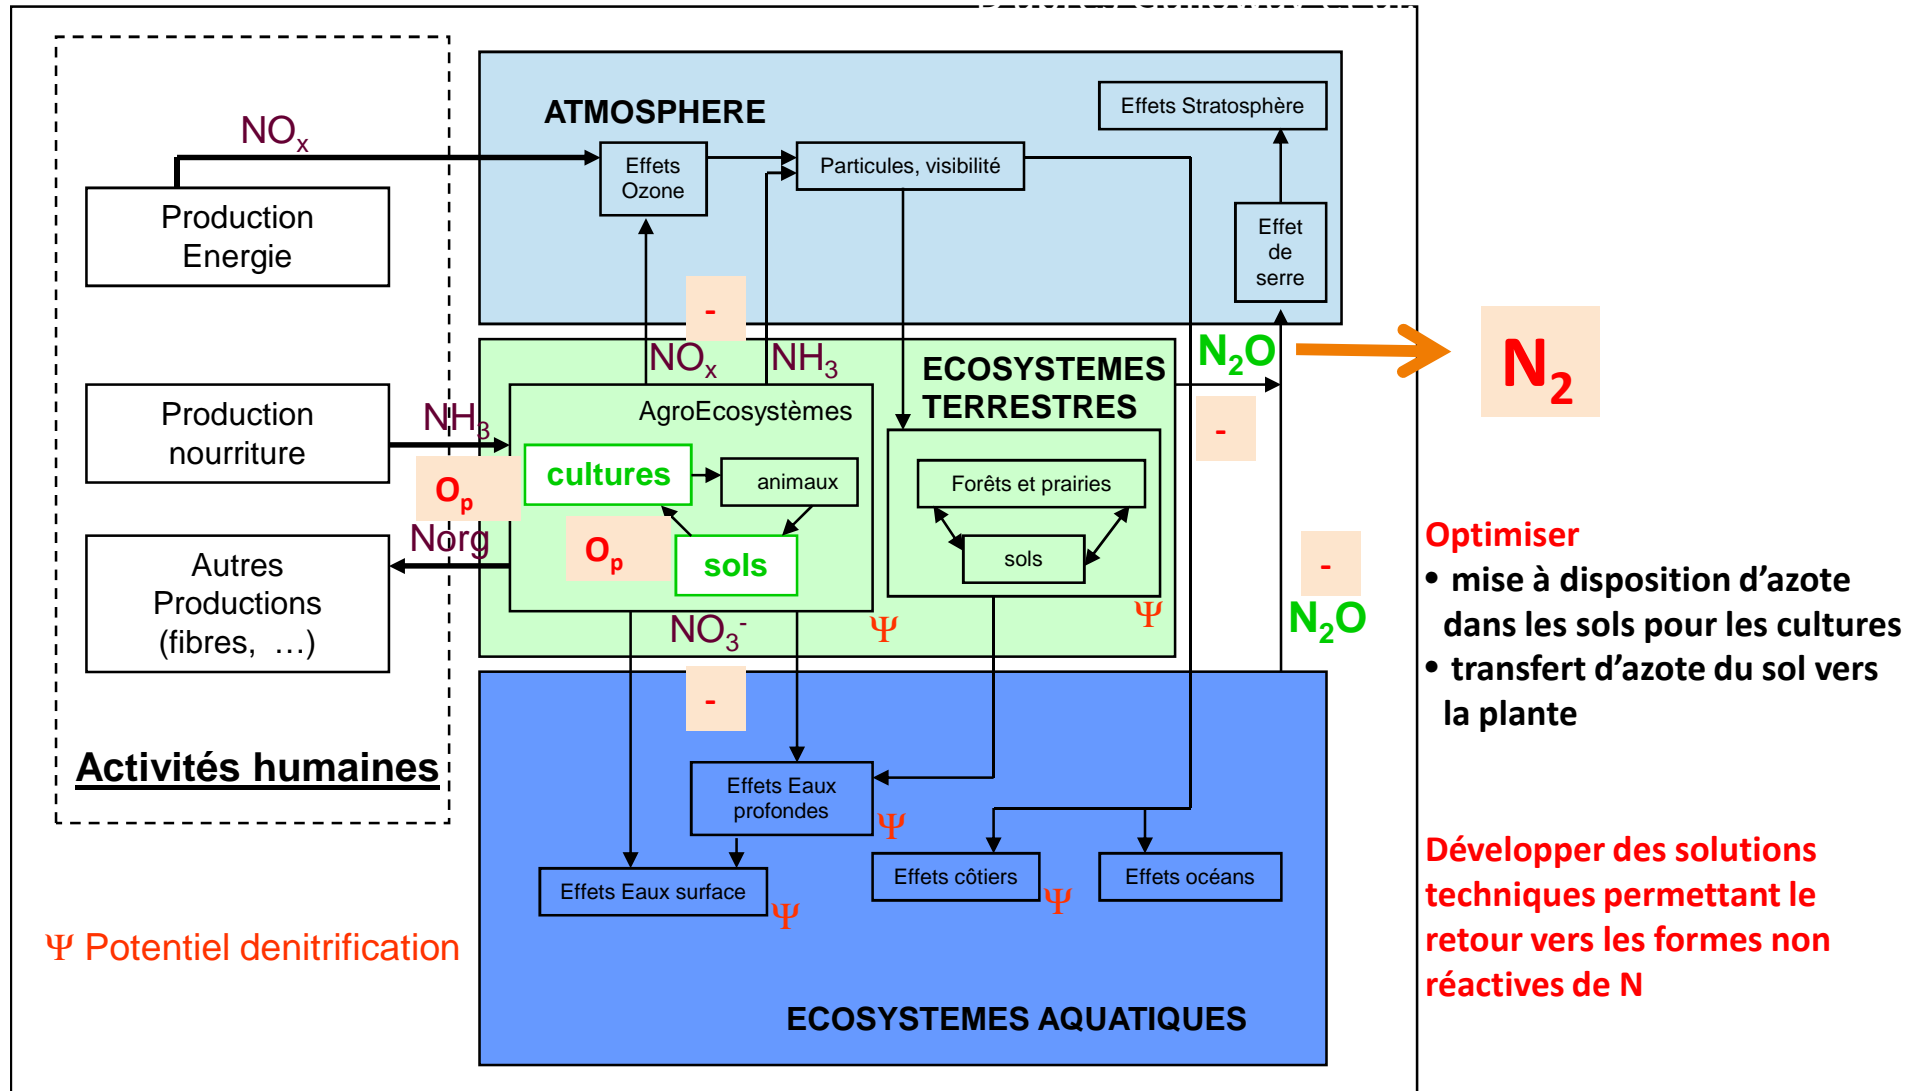 ATMOSPHERE
Effets Stratosphère
NOₓ
Effets
Ozone
Particules, visibilité
Production
Energie
Effet
de
serre
-
NOₓ
NH₃
N₂O
N₂
ECOSYSTEMES
TERRESTRES
Production
nourriture
NH₃
AgroEcosystèmes
-
cultures
animaux
Forêts et prairies
Oₚ
Norg
Oₚ
sols
sols
Autres
Productions
(fibres, …)
-
N₂O
NO₃⁻
Ψ
Ψ
Optimiser
• mise à disposition d’azote
dans les sols pour les cultures
• transfert d’azote du sol vers
la plante
-
Activités humaines
Effets Eaux
profondes
Ψ
Effets Eaux surface
Ψ
Effets côtiers
Ψ
Effets océans
Développer des solutions
techniques permettant le
retour vers les formes non
réactives de N
Ψ Potentiel denitrification
ECOSYSTEMES AQUATIQUES